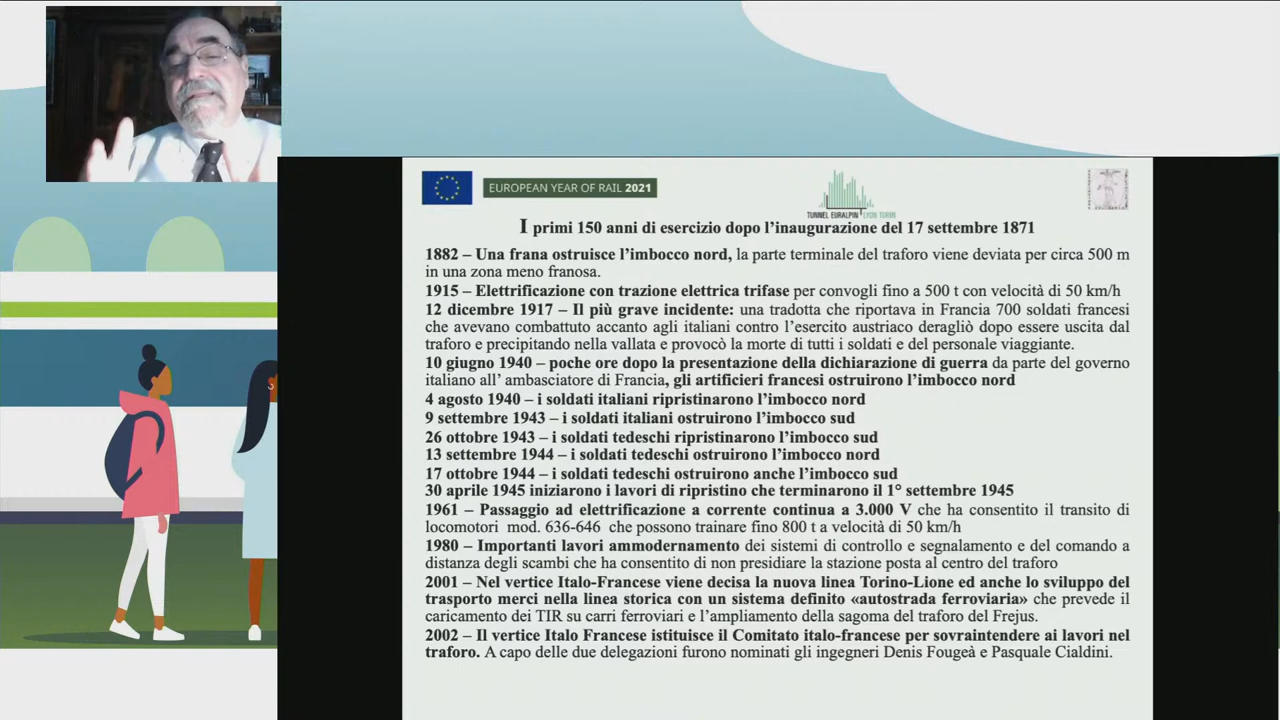 EUROPEAN YEAR OF RAIL 2021
TUNNEL EURALPIN LYON TURIN
I primi 150 anni di esercizio dopo l'inaugurazione del 17 settembre 1871
1882 – Una frana ostruisce l'imbocco nord, la parte terminale del traforo viene deviata per circa 500 m
in una zona meno franosa.
1915 – Elettrificazione con trazione elettrica trifase per convogli fino a 500 t con velocità di 50 km/h
12 dicembre 1917 – Il più grave incidente: una tradotta che riportava in Francia 700 soldati francesi
che avevano combattuto accanto agli italiani contro l'esercito austriaco deragliò dopo essere uscita dal
traforo e precipitando nella vallata e provocò la morte di tutti i soldati e del personale viaggiante.
10 giugno 1940 – poche ore dopo la presentazione della dichiarazione di guerra da parte del governo
italiano all' ambasciatore di Francia, gli artificieri francesi ostruirono l'imbocco nord
4 agosto 1940 – i soldati italiani ripristinarono l'imbocco nord
9 settembre 1943 – i soldati italiani ostruirono l'imbocco sud
26 ottobre 1943 – i soldati tedeschi ripristinarono l'imbocco sud
13 settembre 1944 – i soldati tedeschi ostruirono l'imbocco nord
17 ottobre 1944 – i soldati tedeschi ostruirono anche l'imbocco sud
30 aprile 1945 iniziarono i lavori di ripristino che terminarono il 1° settembre 1945
1961 – Passaggio ad elettrificazione a corrente continua a 3.000 V che ha consentito il transito di
locomotori mod. 636-646 che possono trainare fino 800 t a velocità di 50 km/h
1980 – Importanti lavori ammodernamento dei sistemi di controllo e segnalamento e del comando a
distanza degli scambi che ha consentito di non presidiare la stazione posta al centro del traforo
2001 – Nel vertice Italo-Francese viene decisa la nuova linea Torino-Lione ed anche lo sviluppo del
trasporto merci nella linea storica con un sistema definito «autostrada ferroviaria» che prevede il
caricamento dei TIR su carri ferroviari e l'ampliamento della sagoma del traforo del Frejus.
2002 – Il vertice Italo Francese istituisce il Comitato italo-francese per sovraintendere ai lavori nel
traforo. A capo delle due delegazioni furono nominati gli ingegneri Denis Fougeà e Pasquale Cialdini.